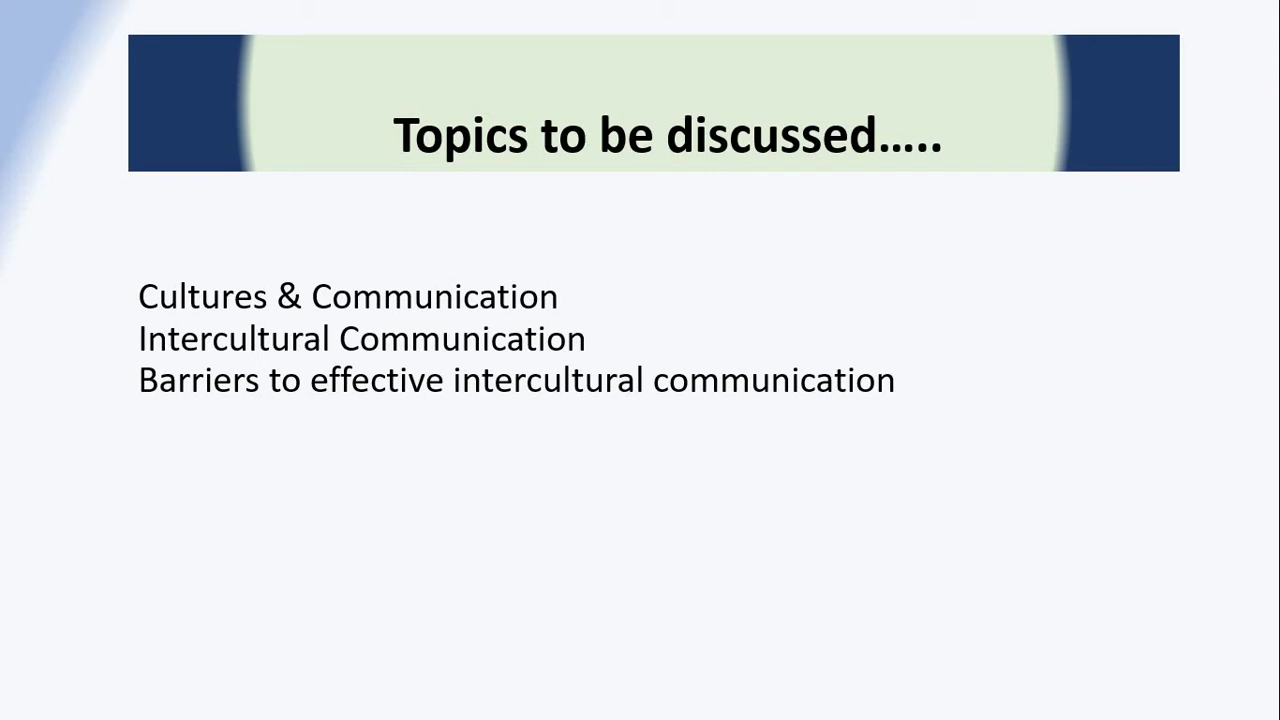 Topics to be discussed…..
Cultures & Communication
Intercultural Communication
Barriers to effective intercultural communication